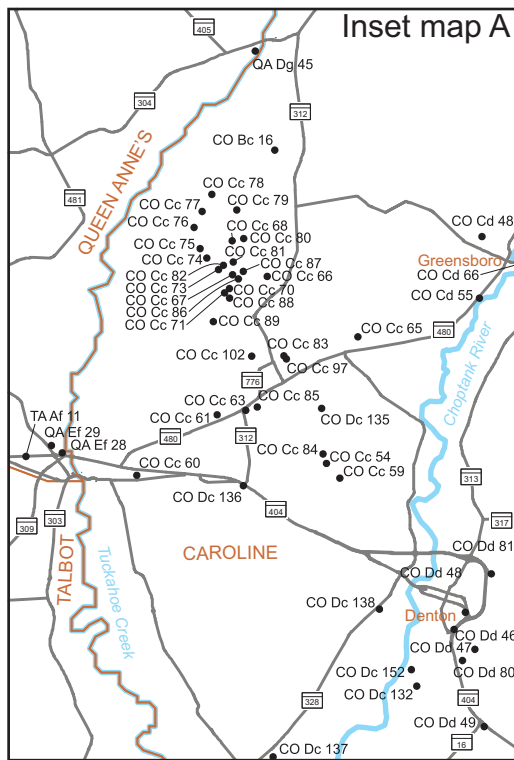 Inset map A
405
QA Dg 45
304
312
CO Bc 16
481
QUEEN ANNE'S
CO Cc 78
CO Cc 77
CO Cc 79
CO Cc 76
CO Cc 68
CO Cd 48
CO Cc 80
CO Cc 75
CO Cc 81
CO Cc 74
Greensboro
CO Cc 87
CO Cc 82
CO Cc 66
CO Cd 66
CO Cc 73
CO Cc 70
CO Cd 55
CO Cc 67
CO Cc 88
CO Cc 86
CO Cc 71
CO Cc 89
480
CO Cc 65
CO Cc 83
CO Cc 102
CO Cc 97
Choptank River
776
CO Cc 63
CO Cc 85
TA Af 11
CO Cc 61
CO Dc 135
QA Ef 29
480
312
QA Ef 28
CO Cc 84
CO Cc 54
CO Cc 60
CO Cc 59
313
CO Dc 136
404
309
303
317
CO Dd 81
CAROLINE
TALBOT
Tuckahoe Creek
CO Dd 48
CO Dc 138
Denton
CO Dd 46
CO Dd 47
CO Dc 152
CO Dd 80
CO Dc 132
404
328
CO Dd 49
16
CO Dc 137